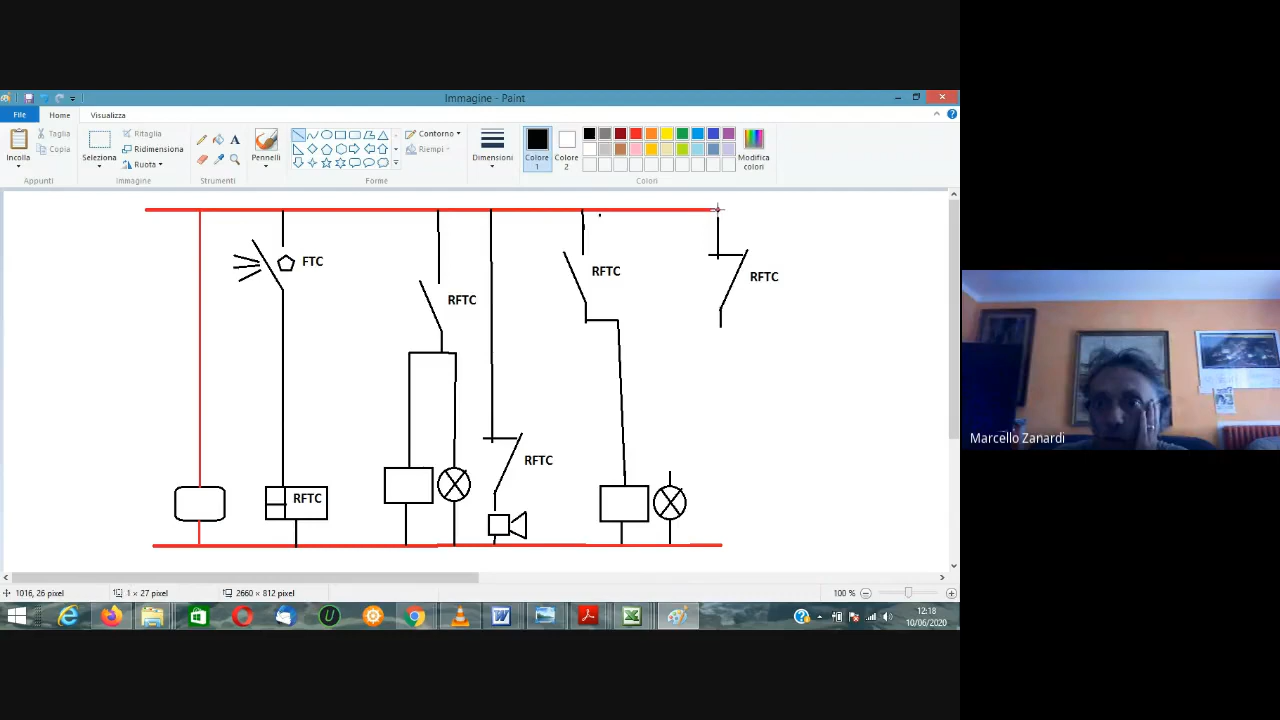 Immagine - Paint
File
Home
Visualizza
Incolla
Taglia
Copia
Appunti
Seleziona
Ritaglia
Ridimensiona
Ruota
Immagine
Strumenti
Pennelli
Contorno
Riempi
Forme
Dimensioni
Colore 1
Colore 2
Modifica colori
Colori
FTC
RFTC
RFTC
RFTC
RFTC
RFTC
Marcello Zanardi
1016, 26 pixel
1 × 27 pixel
2660 × 812 pixel
100 %
12:18
10/06/2020